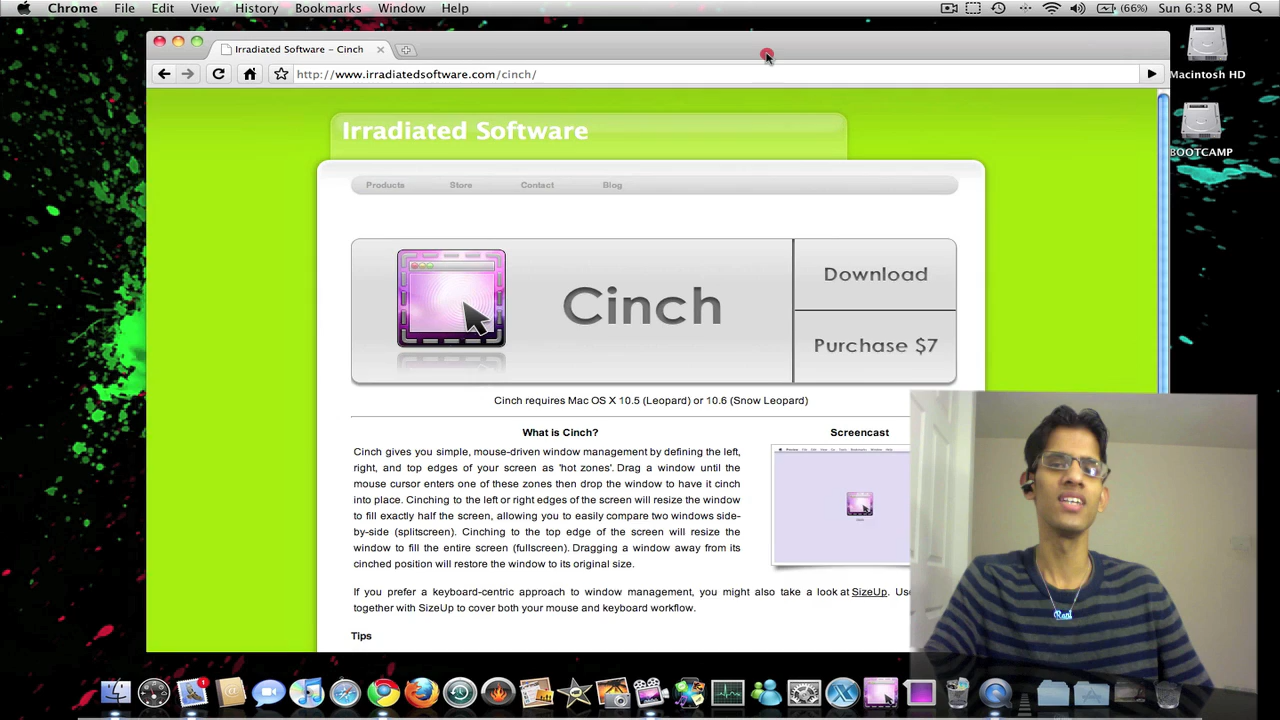 Chrome File Edit View History Bookmarks Window Help (66%) Sun 6:38 PM
Irradiated Software – Cinch
http://www.irradiatedsoftware.com/cinch/
Macintosh HD
BOOTCAMP
Irradiated Software
Products Store Contact Blog
Cinch
Download
Purchase $7
Cinch requires Mac OS X 10.5 (Leopard) or 10.6 (Snow Leopard)
What is Cinch?
Screencast
Cinch gives you simple, mouse-driven window management by defining the left,
right, and top edges of your screen as 'hot zones'. Drag a window until the
mouse cursor enters one of these zones then drop the window to have it cinch
into place. Cinching to the left or right edges of the screen will resize the window
to fill exactly half the screen, allowing you to easily compare two windows side-
by-side (splitscreen). Cinching to the top edge of the screen will resize the
window to fill the entire screen (fullscreen). Dragging a window away from its
cinched position will restore the window to its original size.
If you prefer a keyboard-centric approach to window management, you might also take a look at SizeUp. Us
together with SizeUp to cover both your mouse and keyboard workflow.
Tips
1